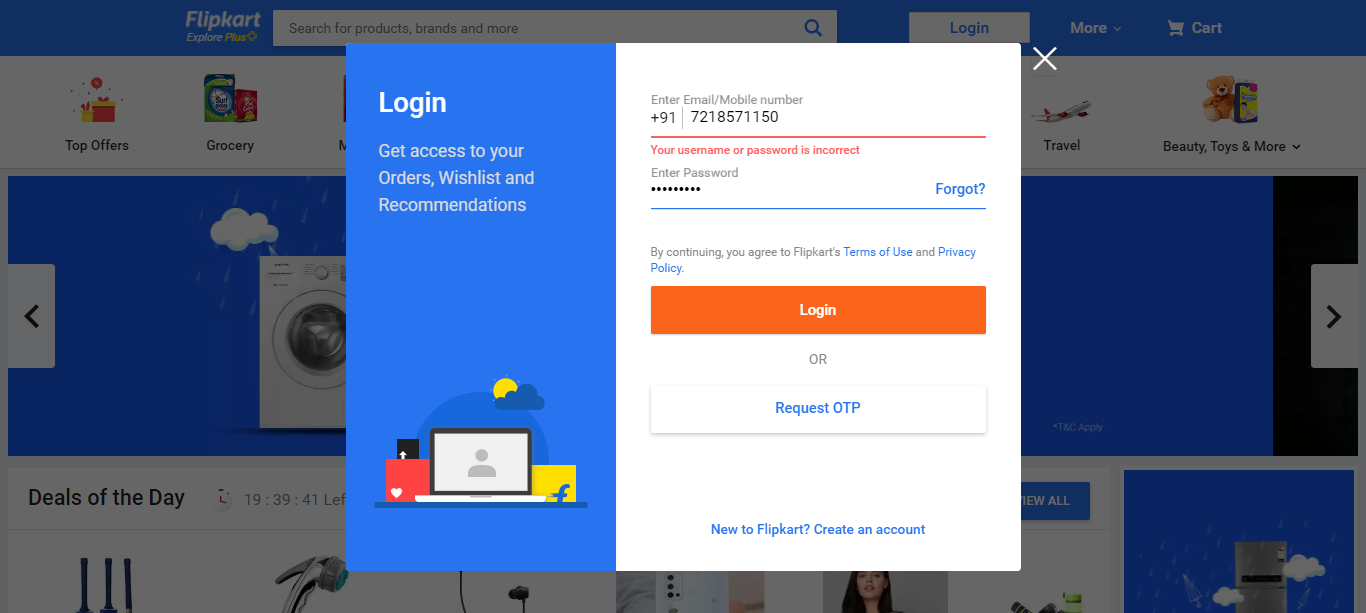 Flipkart
Explore Plus
Search for products, brands and more
Login
More
Cart
Top Offers
Grocery
M
Travel
Beauty, Toys & More
Login
Get access to your
Orders, Wishlist and
Recommendations
Enter Email/Mobile number
+91 7218571150
Your username or password is incorrect
Enter Password
•••••••••
Forgot?
By continuing, you agree to Flipkart's Terms of Use and Privacy
Policy.
Login
OR
Request OTP
New to Flipkart? Create an account
*T&C Apply
Deals of the Day
19 : 39 : 41 Lef
VIEW ALL